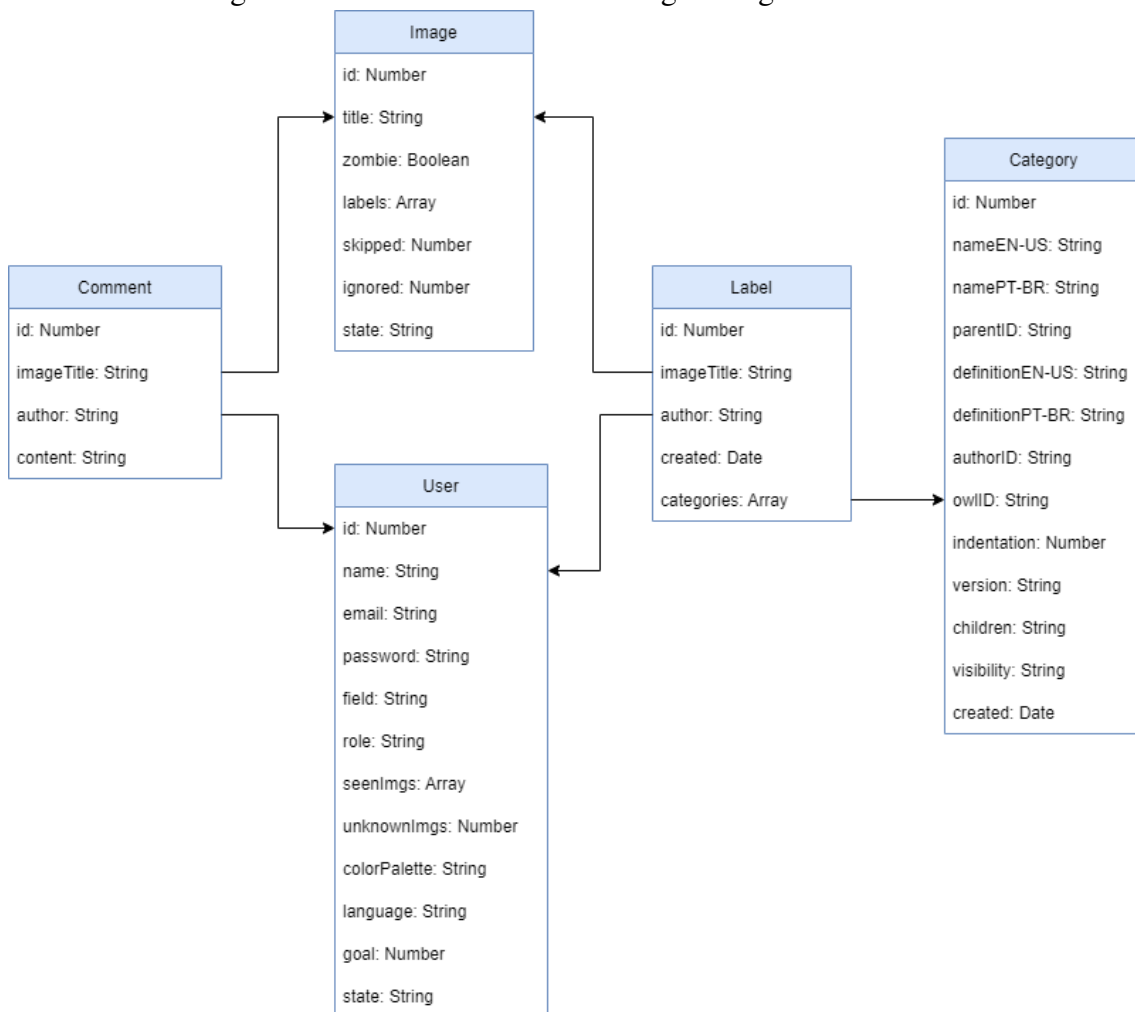 Image
id: Number
title: String
zombie: Boolean
labels: Array
skipped: Number
ignored: Number
state: String
Comment
id: Number
imageTitle: String
author: String
content: String
User
id: Number
name: String
email: String
password: String
field: String
role: String
seenImgs: Array
unknownImgs: Number
colorPalette: String
language: String
goal: Number
state: String
Label
id: Number
imageTitle: String
author: String
created: Date
categories: Array
Category
id: Number
nameEN-US: String
namePT-BR: String
parentID: String
definitionEN-US: String
definitionPT-BR: String
authorID: String
owlID: String
indentation: Number
version: String
children: String
visibility: String
created: Date